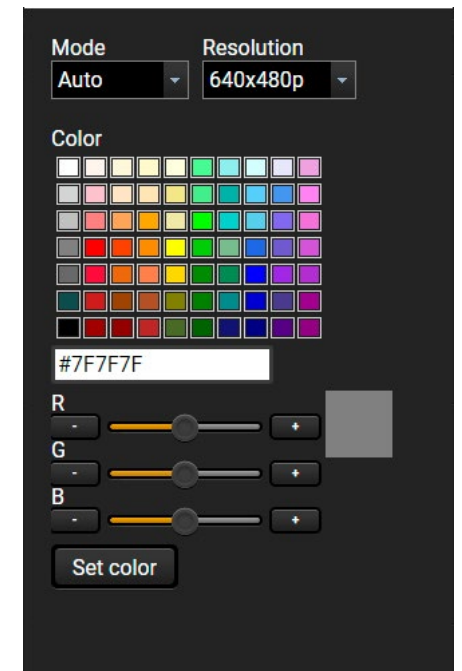 Mode Resolution
Auto 640x480p
Color
#7F7F7F
R
- +
G
- +
B
- +
Set color